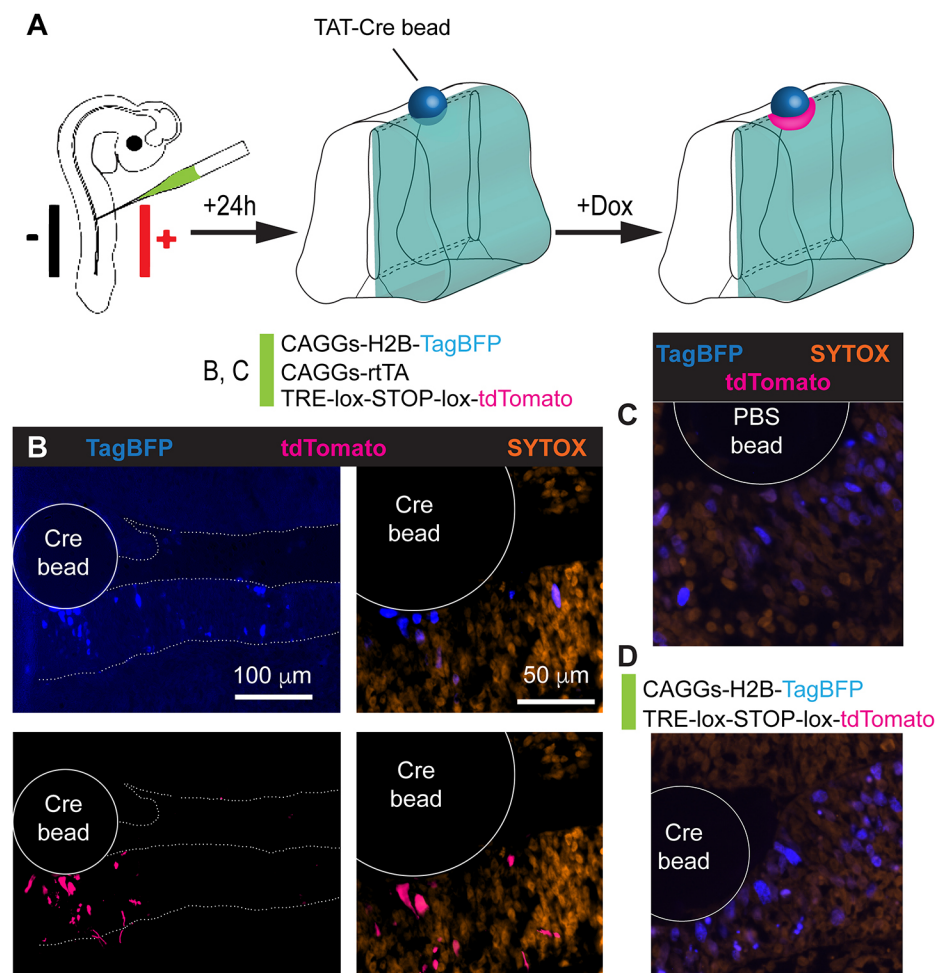 A
TAT-Cre bead
+24h
+Dox
-
+
B, C
CAGGs-H2B-TagBFP
CAGGs-rtTA
TRE-lox-STOP-lox-tdTomato
B
TagBFP
tdTomato
SYTOX
Cre
bead
100 μm
Cre
bead
50 μm
Cre
bead
Cre
bead
C
TagBFP
SYTOX
tdTomato
PBS
bead
D
CAGGs-H2B-TagBFP
TRE-lox-STOP-lox-tdTomato
Cre
bead